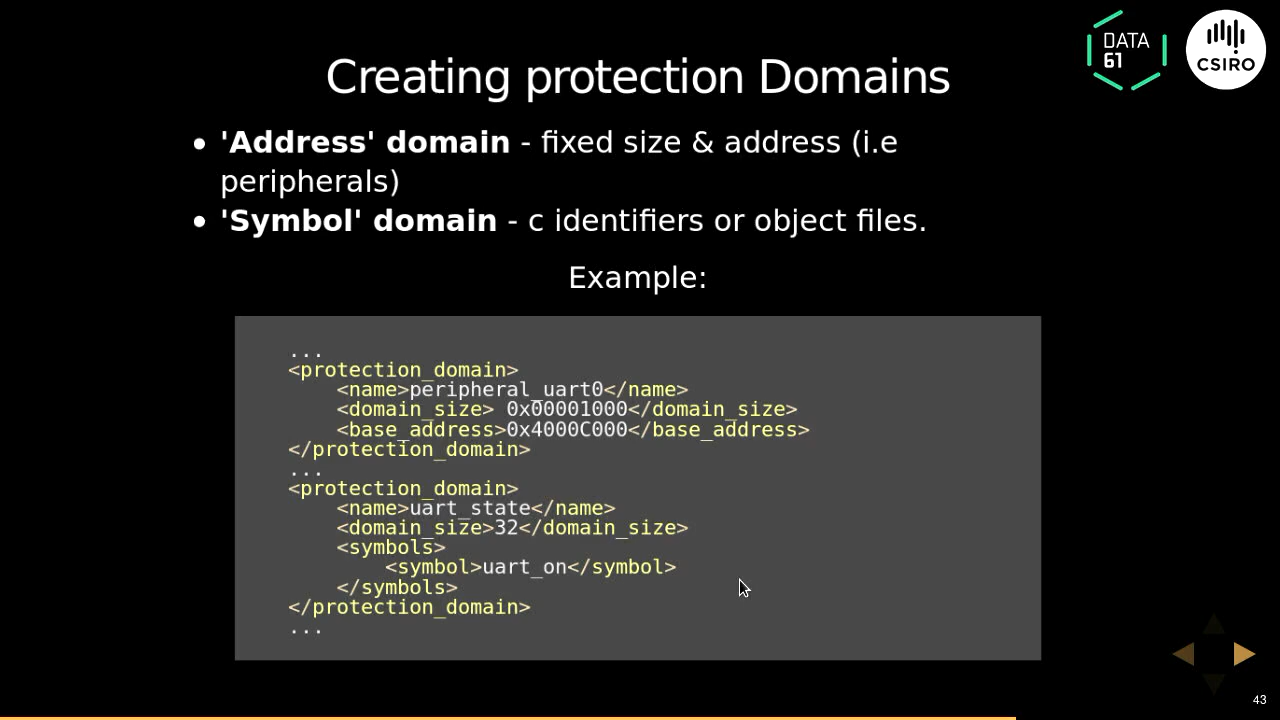 DATA
61
CSIRO
Creating protection Domains
'Address' domain - fixed size & address (i.e
peripherals)
'Symbol' domain - c identifiers or object files.
Example:
...
<protection_domain>
    <name>peripheral_uart0</name>
    <domain_size> 0x00001000</domain_size>
    <base_address>0x4000C000</base_address>
</protection_domain>
...
<protection_domain>
    <name>uart_state</name>
    <domain_size>32</domain_size>
    <symbols>
        <symbol>uart_on</symbol>
    </symbols>
</protection_domain>
...
43